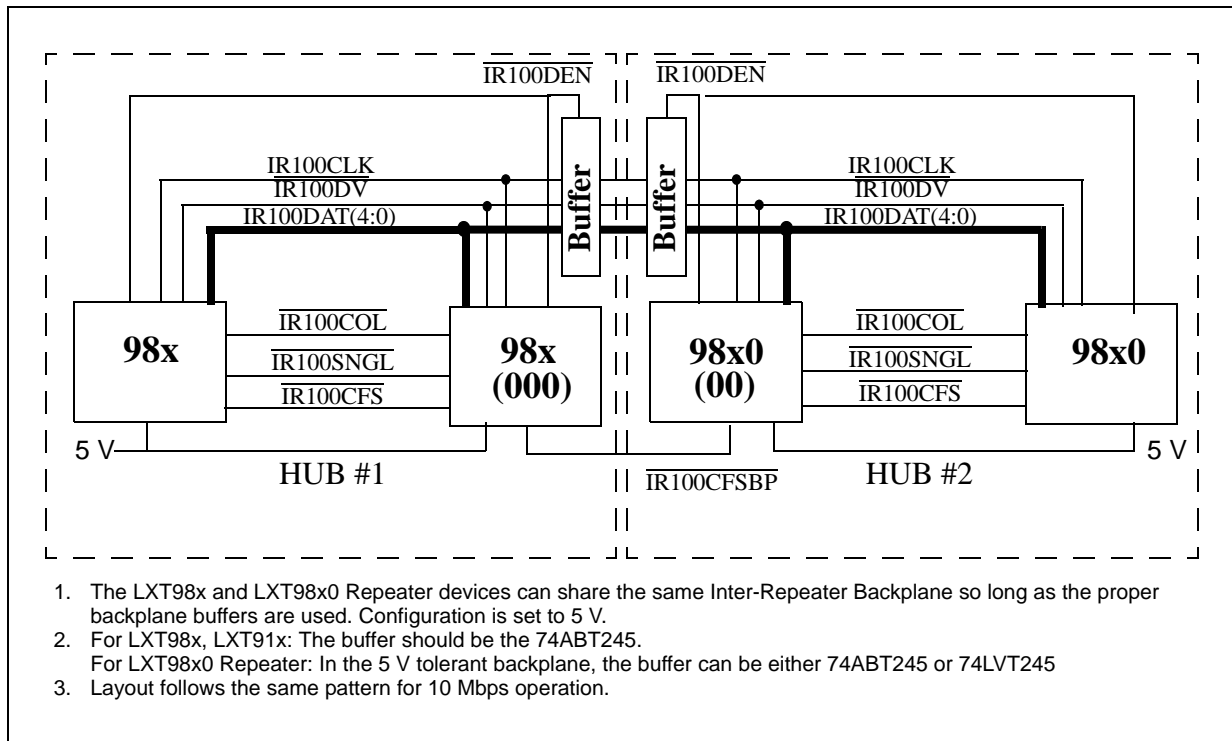 IR100DEN IR100DEN
IR100CLK IR100CLK
IR100DV IR100DV
IR100DAT(4:0) IR100DAT(4:0)
Buffer Buffer
98x
IR100COL
IR100SNGL
IR100CFS
98x
(000)
98x0
(00)
IR100COL
IR100SNGL
IR100CFS
98x0
5 V 5 V
HUB #1 HUB #2
IR100CFSBP
1. The LXT98x and LXT98x0 Repeater devices can share the same Inter-Repeater Backplane so long as the proper
backplane buffers are used. Configuration is set to 5 V.
2. For LXT98x, LXT91x: The buffer should be the 74ABT245.
For LXT98x0 Repeater: In the 5 V tolerant backplane, the buffer can be either 74ABT245 or 74LVT245
3. Layout follows the same pattern for 10 Mbps operation.